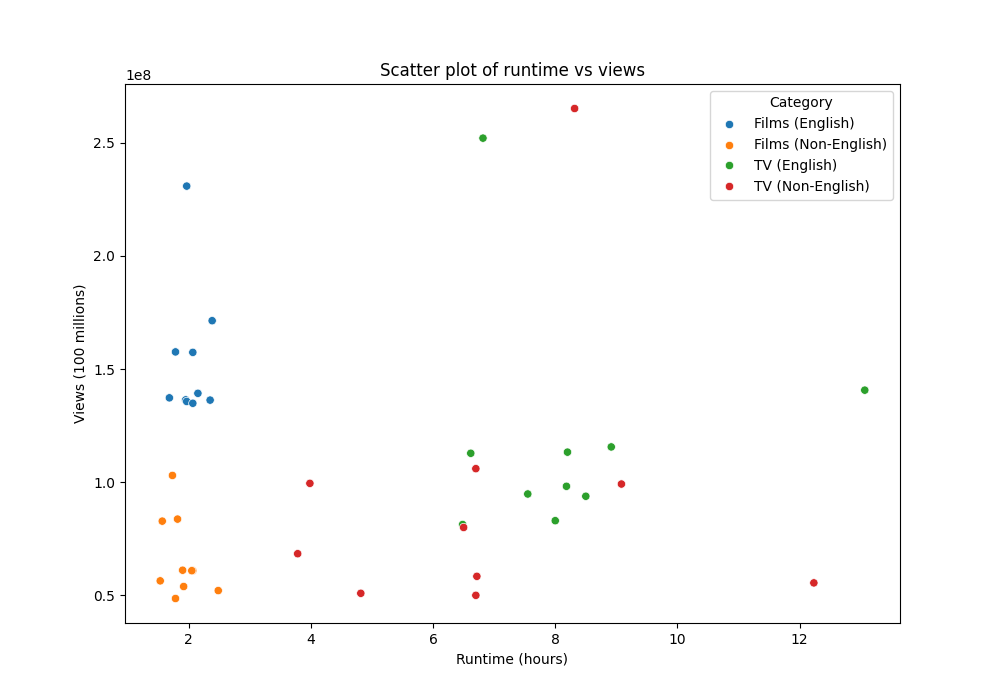 Scatter plot of runtime vs views
1e8
Category
Films (English)
Films (Non-English)
TV (English)
TV (Non-English)
2.5
2.0
1.5
1.0
0.5
Views (100 millions)
2 4 6 8 10 12
Runtime (hours)